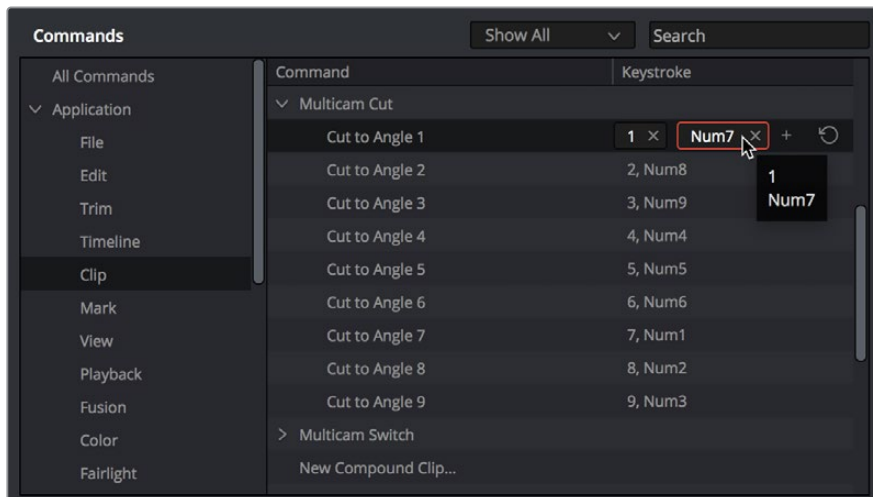 Commands Show All Search
All Commands
Application
File
Edit
Trim
Timeline
Clip
Mark
View
Playback
Fusion
Color
Fairlight
Command Keystroke
Multicam Cut
Cut to Angle 1 1 Num7
Cut to Angle 2 2, Num8
Cut to Angle 3 3, Num9
Cut to Angle 4 4, Num4
Cut to Angle 5 5, Num5
Cut to Angle 6 6, Num6
Cut to Angle 7 7, Num1
Cut to Angle 8 8, Num2
Cut to Angle 9 9, Num3
Multicam Switch
New Compound Clip...
1
Num7